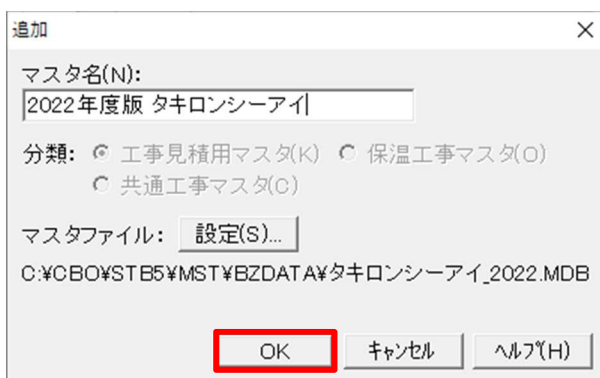 追加
マスタ名(N):
2022年度版 タキロンシーアイ
分類: 工事見積用マスタ(K) 保温工事マスタ(O)
共通工事マスタ(C)
マスタファイル: 設定(S)...
C:¥CBO¥STB5¥MST¥BZDATA¥タキロンシーアイ_2022.MDB
OK キャンセル ヘルプ(H)